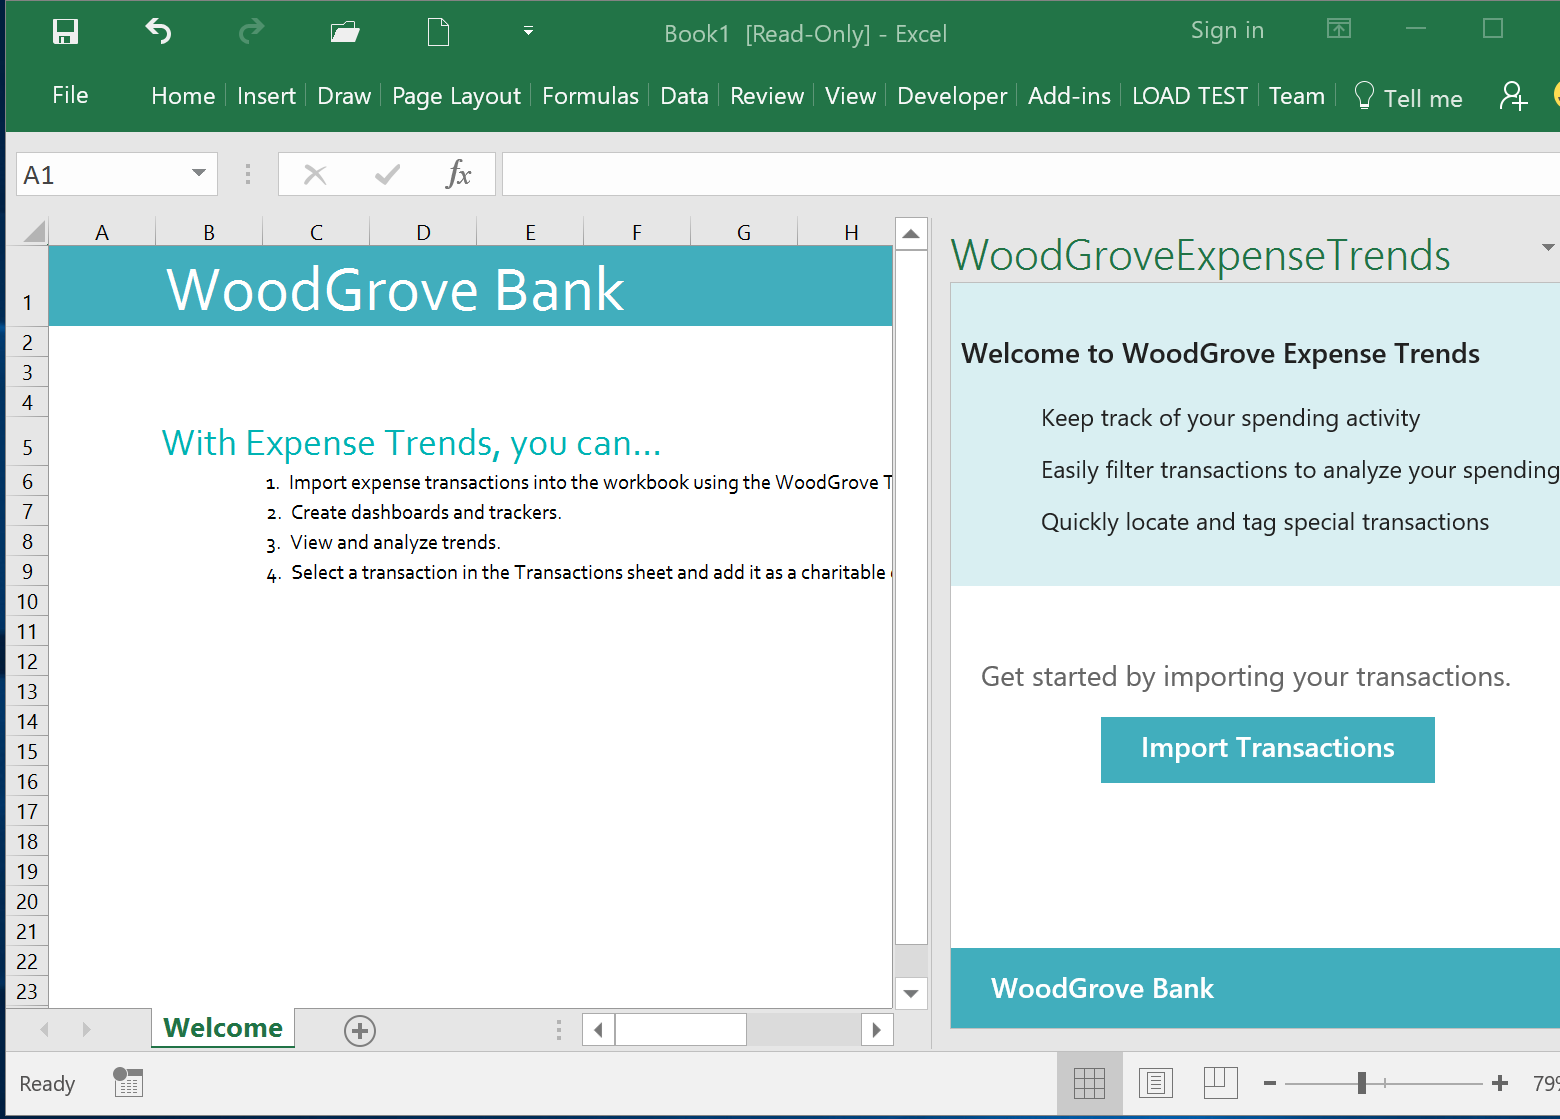 Book1 [Read-Only] - Excel
Sign in
File Home Insert Draw Page Layout Formulas Data Review View Developer Add-ins LOAD TEST Team Tell me
A1
fx
A B C D E F G H
WoodGroveExpenseTrends
1 WoodGrove Bank
2
3
4
5 With Expense Trends, you can...
6 1. Import expense transactions into the workbook using the WoodGrove
7 2. Create dashboards and trackers.
8 3. View and analyze trends.
9 4. Select a transaction in the Transactions sheet and add it as a charitable
10
11
12
13
14
15
16
17
18
19
20
21
22
23
Welcome to WoodGrove Expense Trends
Keep track of your spending activity
Easily filter transactions to analyze your spending
Quickly locate and tag special transactions
Get started by importing your transactions.
Import Transactions
WoodGrove Bank
Welcome
Ready
79%